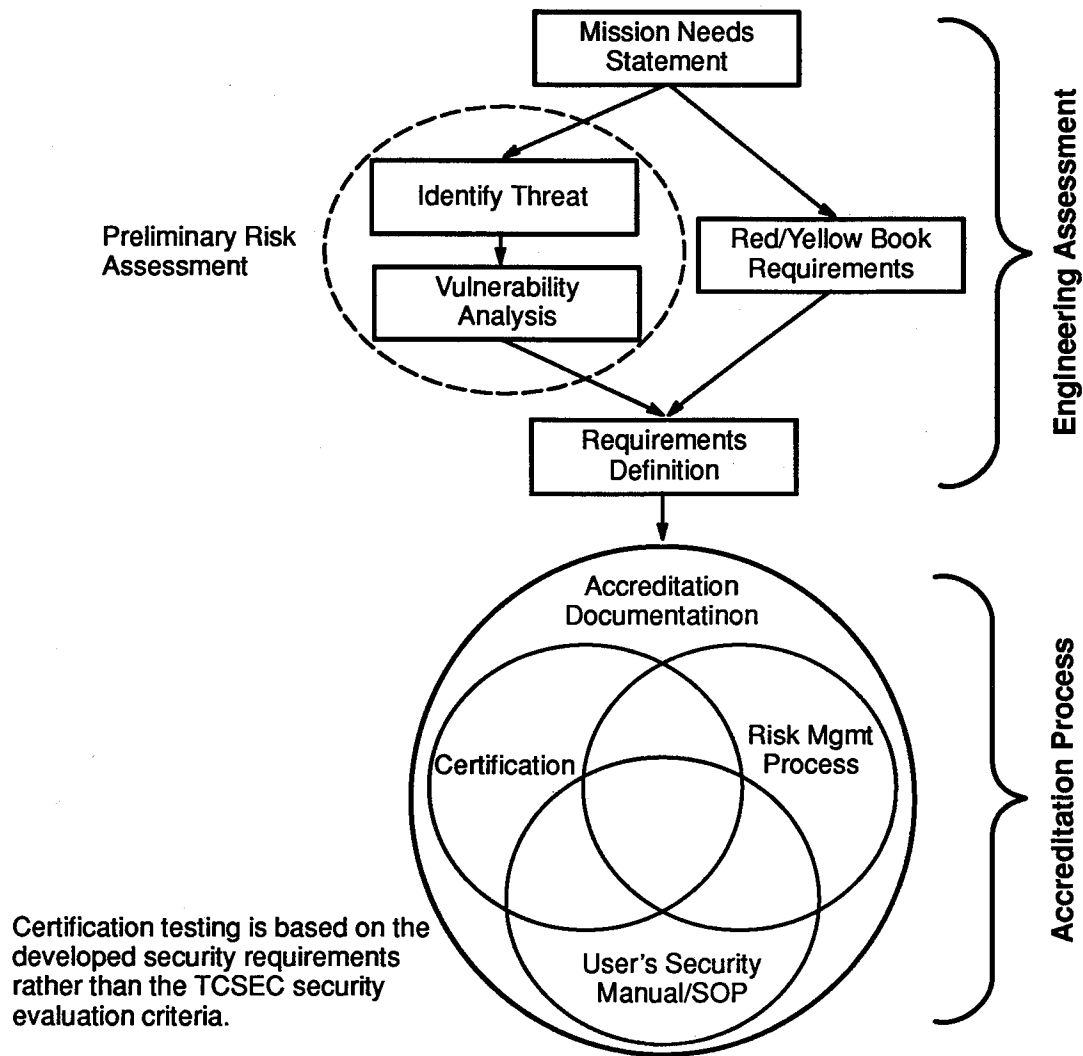 Mission Needs
Statement
Identify Threat
Preliminary Risk
Assessment
Red/Yellow Book
Requirements
Vulnerability
Analysis
Requirements
Definition
Engineering Assessment
Accreditation
Documentatinon
Certification
Risk Mgmt
Process
User's Security
Manual/SOP
Accreditation Process
Certification testing is based on the
developed security requirements
rather than the TCSEC security
evaluation criteria.